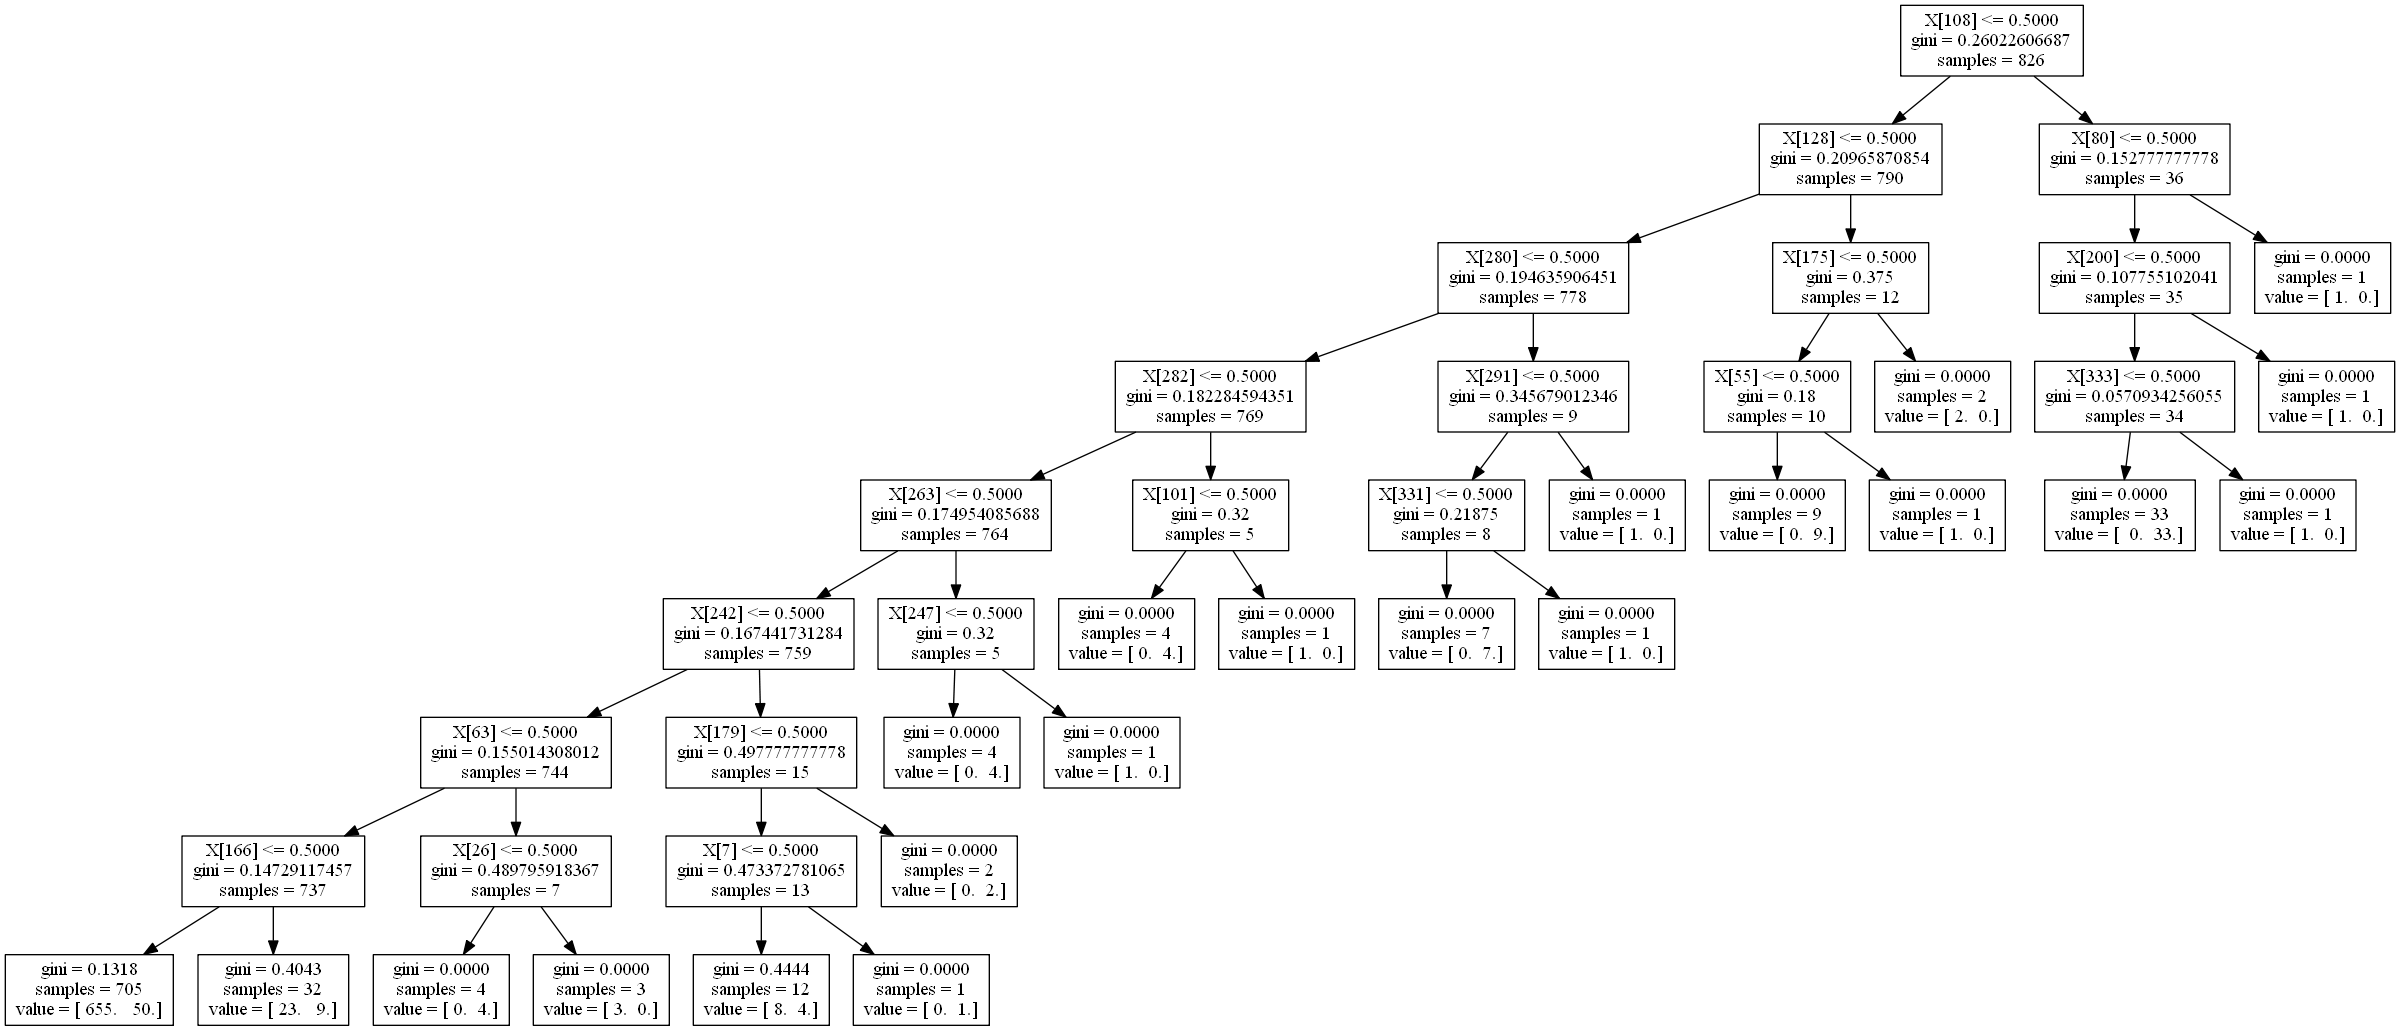 X[108] <= 0.5000
gini = 0.26022606687
samples = 826
X[128] <= 0.5000
gini = 0.20965870854
samples = 790
X[80] <= 0.5000
gini = 0.152777777778
samples = 36
X[280] <= 0.5000
gini = 0.194635906451
samples = 778
X[175] <= 0.5000
gini = 0.375
samples = 12
X[200] <= 0.5000
gini = 0.107755102041
samples = 35
gini = 0.0000
samples = 1
value = [ 1.  0.]
X[282] <= 0.5000
gini = 0.182284594351
samples = 769
X[291] <= 0.5000
gini = 0.345679012346
samples = 9
X[55] <= 0.5000
gini = 0.18
samples = 10
gini = 0.0000
samples = 2
value = [ 2.  0.]
X[333] <= 0.5000
gini = 0.0570934256055
samples = 34
gini = 0.0000
samples = 1
value = [ 1.  0.]
X[263] <= 0.5000
gini = 0.174954085688
samples = 764
X[101] <= 0.5000
gini = 0.32
samples = 5
X[331] <= 0.5000
gini = 0.21875
samples = 8
gini = 0.0000
samples = 1
value = [ 1.  0.]
gini = 0.0000
samples = 9
value = [ 0.  9.]
gini = 0.0000
samples = 1
value = [ 1.  0.]
gini = 0.0000
samples = 33
value = [  0.  33.]
gini = 0.0000
samples = 1
value = [ 1.  0.]
X[242] <= 0.5000
gini = 0.167441731284
samples = 759
X[247] <= 0.5000
gini = 0.32
samples = 5
gini = 0.0000
samples = 4
value = [ 0.  4.]
gini = 0.0000
samples = 1
value = [ 1.  0.]
gini = 0.0000
samples = 7
value = [ 0.  7.]
gini = 0.0000
samples = 1
value = [ 1.  0.]
X[63] <= 0.5000
gini = 0.155014308012
samples = 744
X[179] <= 0.5000
gini = 0.497777777778
samples = 15
gini = 0.0000
samples = 4
value = [ 0.  4.]
gini = 0.0000
samples = 1
value = [ 1.  0.]
X[166] <= 0.5000
gini = 0.14729117457
samples = 737
X[26] <= 0.5000
gini = 0.489795918367
samples = 7
X[7] <= 0.5000
gini = 0.473372781065
samples = 13
gini = 0.0000
samples = 2
value = [ 0.  2.]
gini = 0.1318
samples = 705
value = [ 655.   50.]
gini = 0.4043
samples = 32
value = [ 23.   9.]
gini = 0.0000
samples = 4
value = [ 0.  4.]
gini = 0.0000
samples = 3
value = [ 3.  0.]
gini = 0.4444
samples = 12
value = [ 8.  4.]
gini = 0.0000
samples = 1
value = [ 0.  1.]